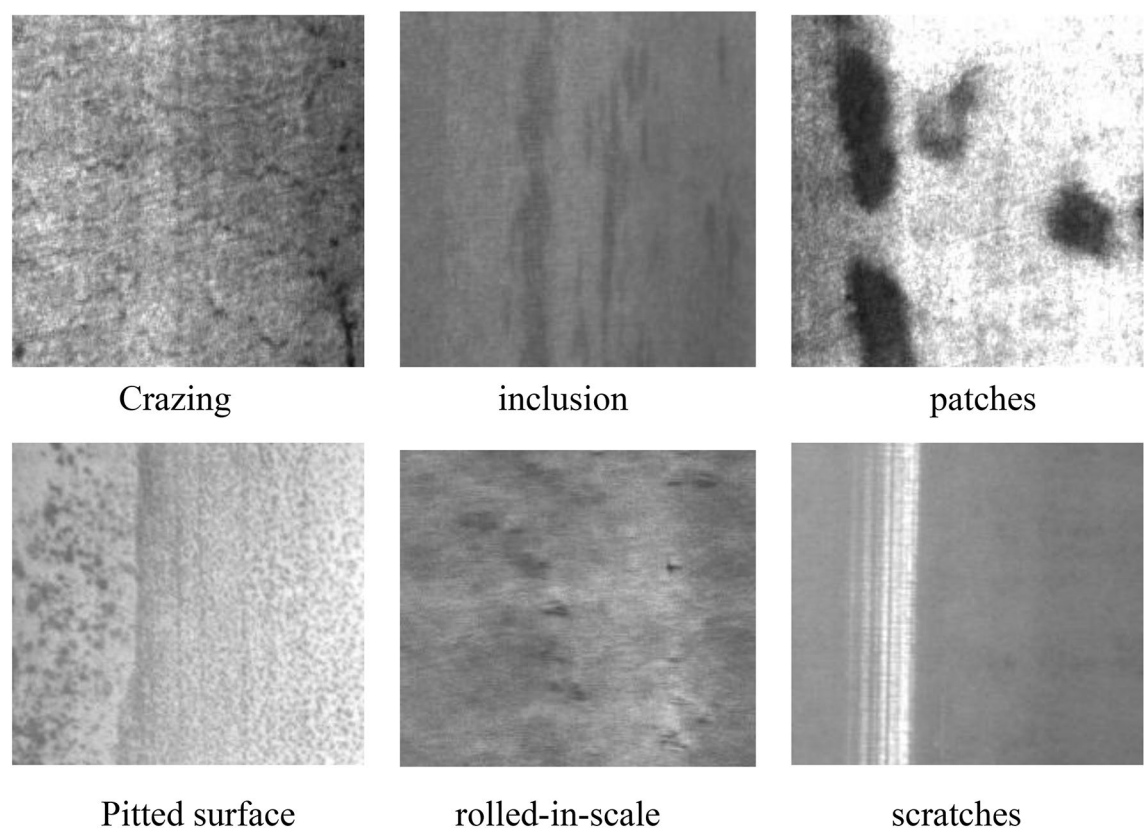 Crazing
inclusion
patches
Pitted surface
rolled-in-scale
scratches